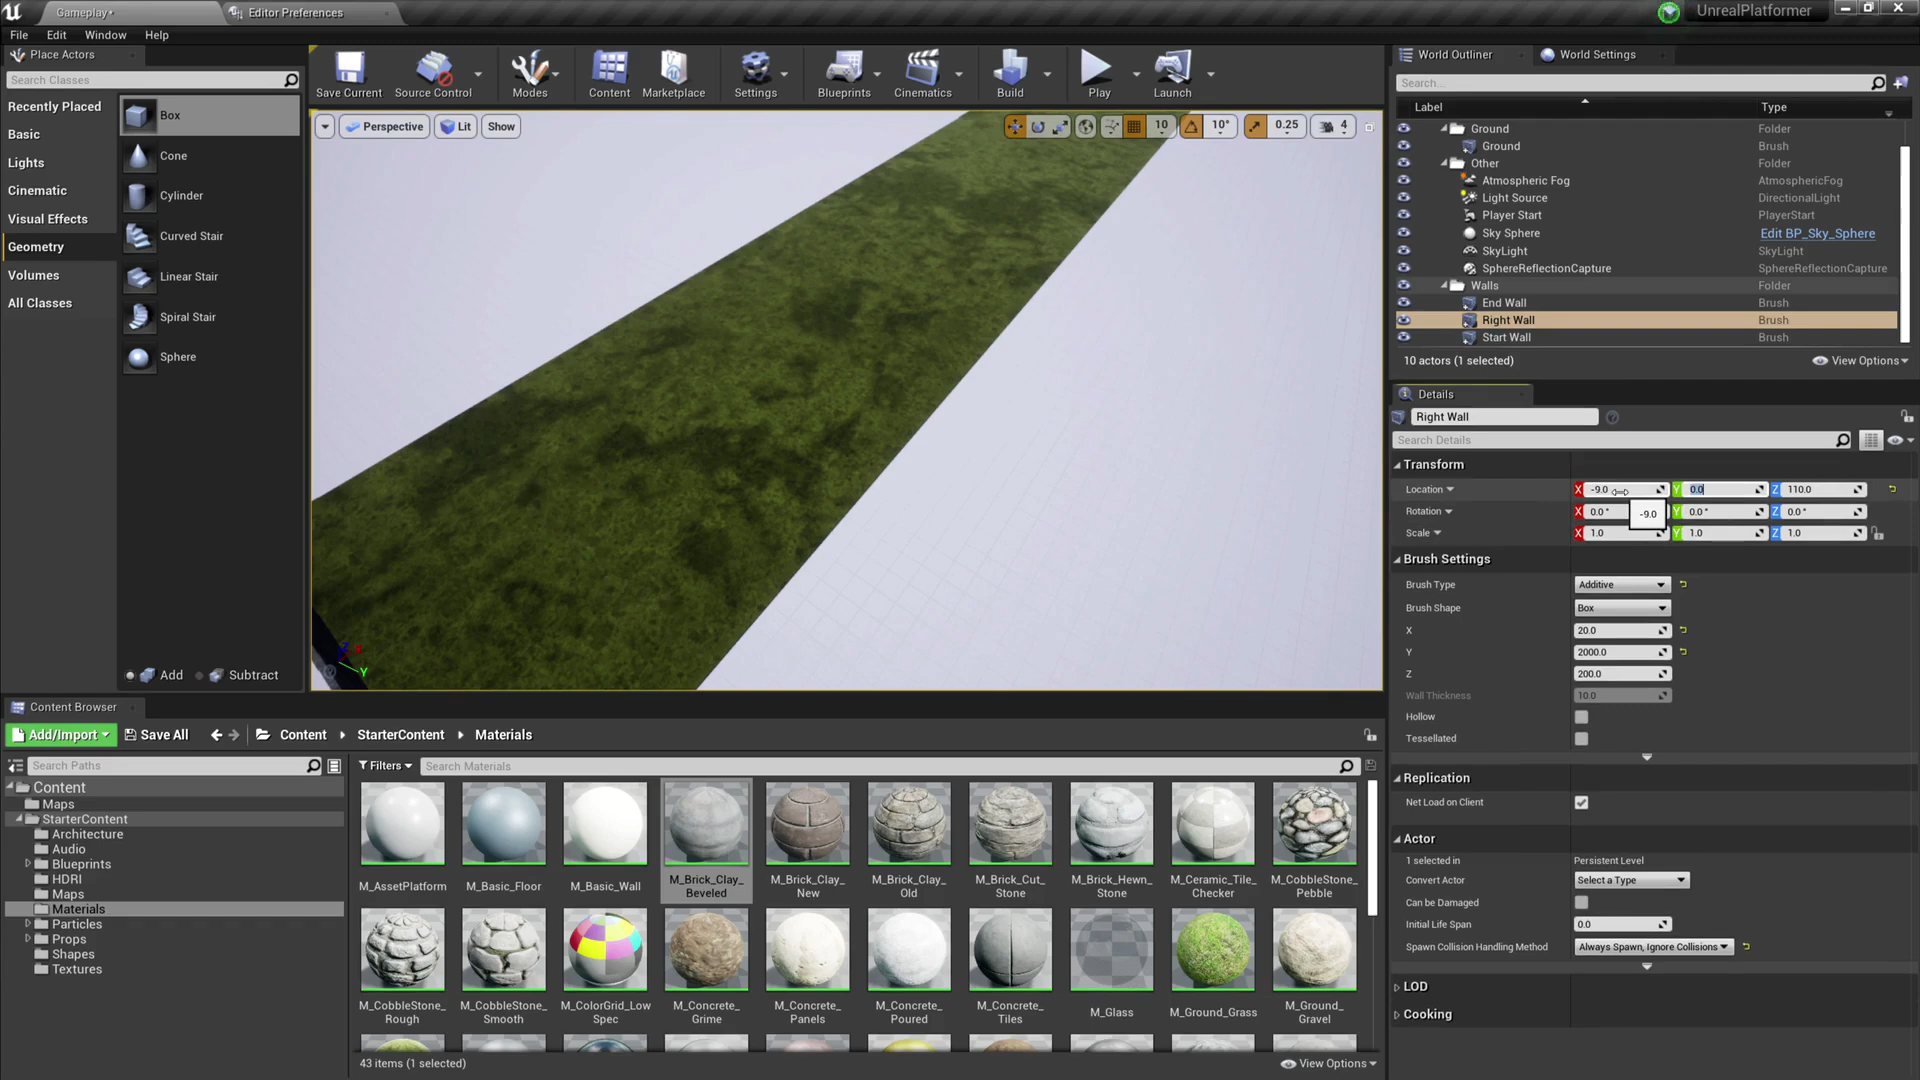 Gameplay*
Editor Preferences
UnrealPlatformer
File Edit Window Help
Place Actors
Search Classes
Recently Placed
Basic
Lights
Cinematic
Visual Effects
Geometry
Volumes
All Classes
Box
Cone
Cylinder
Curved Stair
Linear Stair
Spiral Stair
Sphere
Add Subtract
Save Current
Source Control
Modes
Content
Marketplace
Settings
Blueprints
Cinematics
Build
Play
Launch
Perspective Lit Show
10 10° 0.25 4
Y
World Outliner World Settings
Search...
Label Type
Ground Folder
Ground Brush
Other Folder
Atmospheric Fog AtmosphericFog
Light Source DirectionalLight
Player Start PlayerStart
Sky Sphere Edit BP_Sky_Sphere
SkyLight SkyLight
SphereReflectionCapture SphereReflectionCapture
Walls Folder
End Wall Brush
Right Wall Brush
Start Wall Brush
10 actors (1 selected) View Options
Details
Right Wall
Search Details
Transform
Location X -9.0 Y 0.0 Z 110.0
Rotation X 0.0 ° Y 0.0 ° Z 0.0 °
-9.0
Scale X 1.0 Y 1.0 Z 1.0
Brush Settings
Brush Type Additive
Brush Shape Box
X 20.0
Y 2000.0
Z 200.0
Wall Thickness 10.0
Hollow
Tessellated
Replication
Net Load on Client
Actor
1 selected in Persistent Level
Convert Actor Select a Type
Can be Damaged
Initial Life Span 0.0
Spawn Collision Handling Method Always Spawn, Ignore Collisions
LOD
Cooking
Content Browser
Add/Import Save All Content StarterContent Materials
Search Paths
Filters Search Materials
Content
Maps
StarterContent
Architecture
Audio
Blueprints
HDRI
Maps
Materials
Particles
Props
Shapes
Textures
M_AssetPlatform
M_Basic_Floor
M_Basic_Wall
M_Brick_Clay_
Beveled
M_Brick_Clay_
New
M_Brick_Clay_
Old
M_Brick_Cut_
Stone
M_Brick_Hewn_
Stone
M_Ceramic_Tile_
Checker
M_CobbleStone_
Pebble
M_CobbleStone_
Rough
M_CobbleStone_
Smooth
M_ColorGrid_Low
Spec
M_Concrete_
Grime
M_Concrete_
Panels
M_Concrete_
Poured
M_Concrete_
Tiles
M_Glass
M_Ground_Grass
M_Ground_
Gravel
43 items (1 selected) View Options